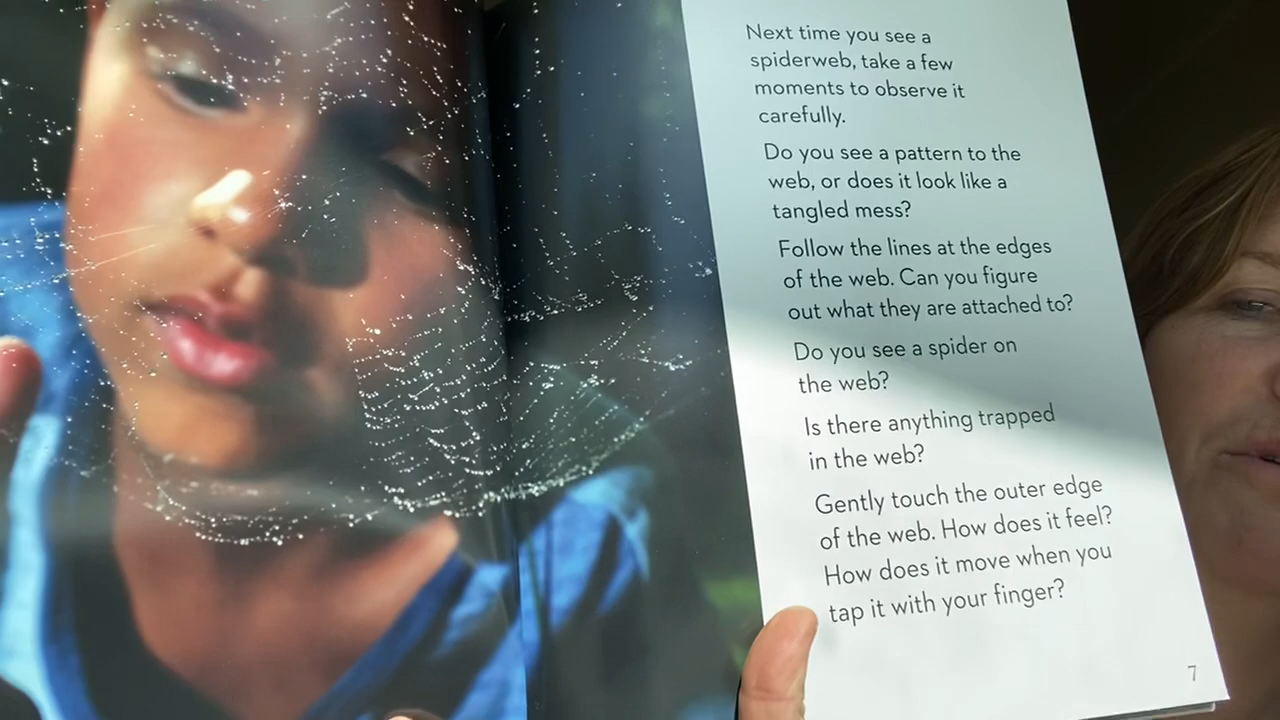 Next time you see a
spiderweb, take a few
moments to observe it
carefully.
Do you see a pattern to the
web, or does it look like a
tangled mess?
Follow the lines at the edges
of the web. Can you figure
out what they are attached to?
Do you see a spider on
the web?
Is there anything trapped
in the web?
Gently touch the outer edge
of the web. How does it feel?
How does it move when you
tap it with your finger?
7